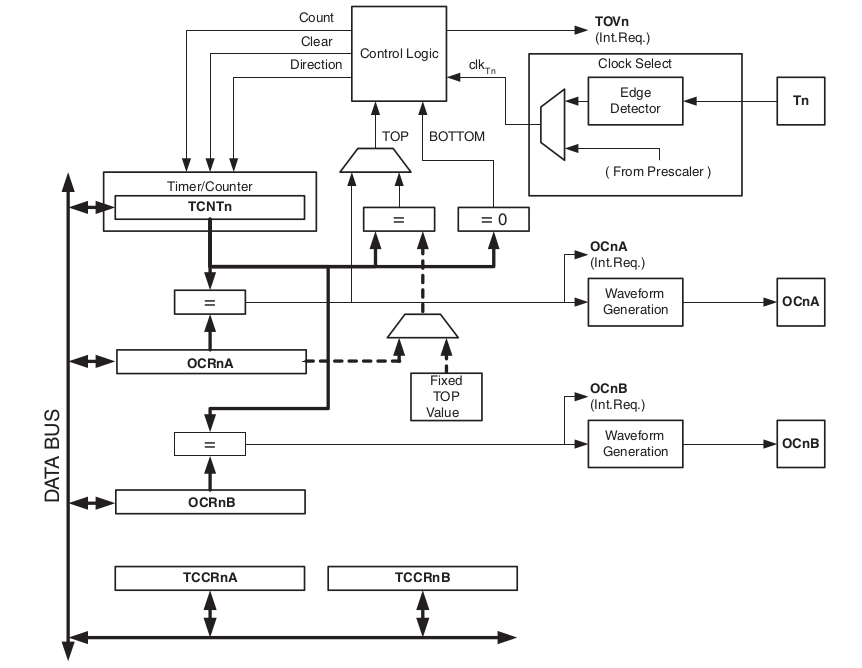 Count
Clear
Direction
Control Logic
TOVn
(Int.Req.)
clkTn
Clock Select
Edge
Detector
Tn
( From Prescaler )
TOP
BOTTOM
Timer/Counter
TCNTn
=
= 0
OCnA
(Int.Req.)
=
Waveform
Generation
OCnA
OCRnA
Fixed
TOP
Value
OCnB
(Int.Req.)
=
Waveform
Generation
OCnB
DATA BUS
OCRnB
TCCRnA
TCCRnB